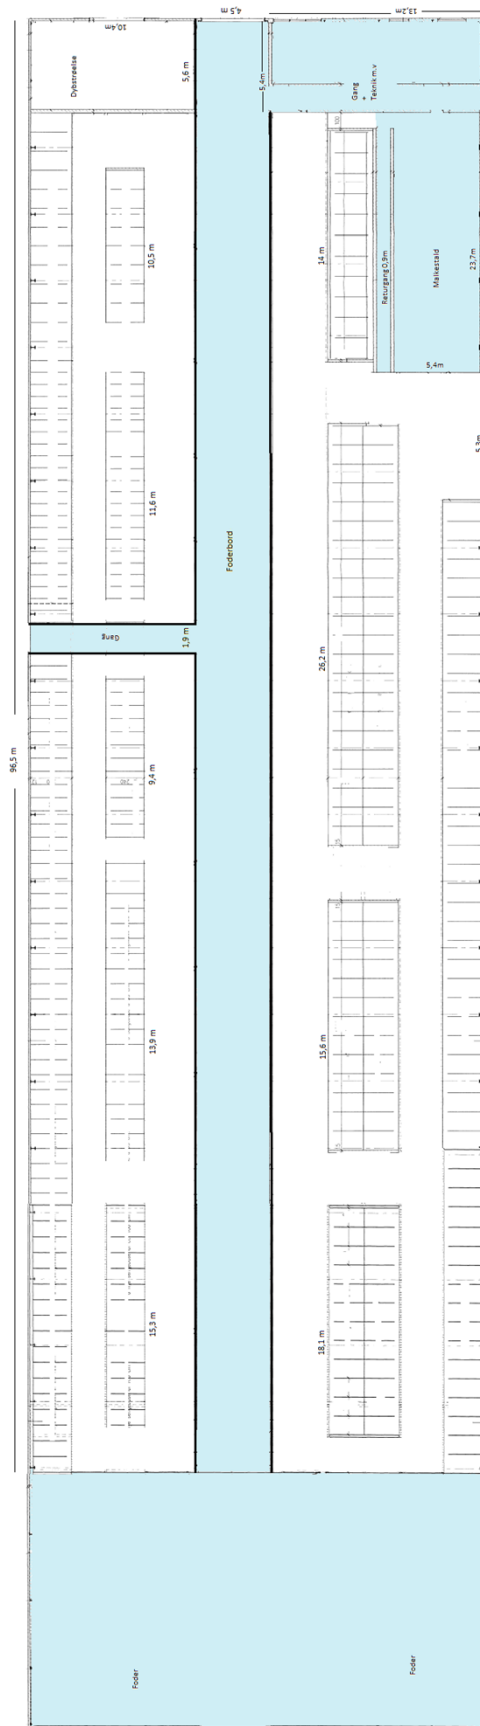 4,5 m
13,2m
10,4m
5,6 m
5,4m
Dybstrøelse
Gang
+
Teknik m.v
100
10,5 m
14 m
Returgang 0,9m
Malkestald
23,7m
5,4m
11,6 m
Foderbord
Gang
1,9 m
26,2 m
96,5 m
9,4 m
13,9 m
15,6 m
15,3 m
18,1 m
Foder
Foder